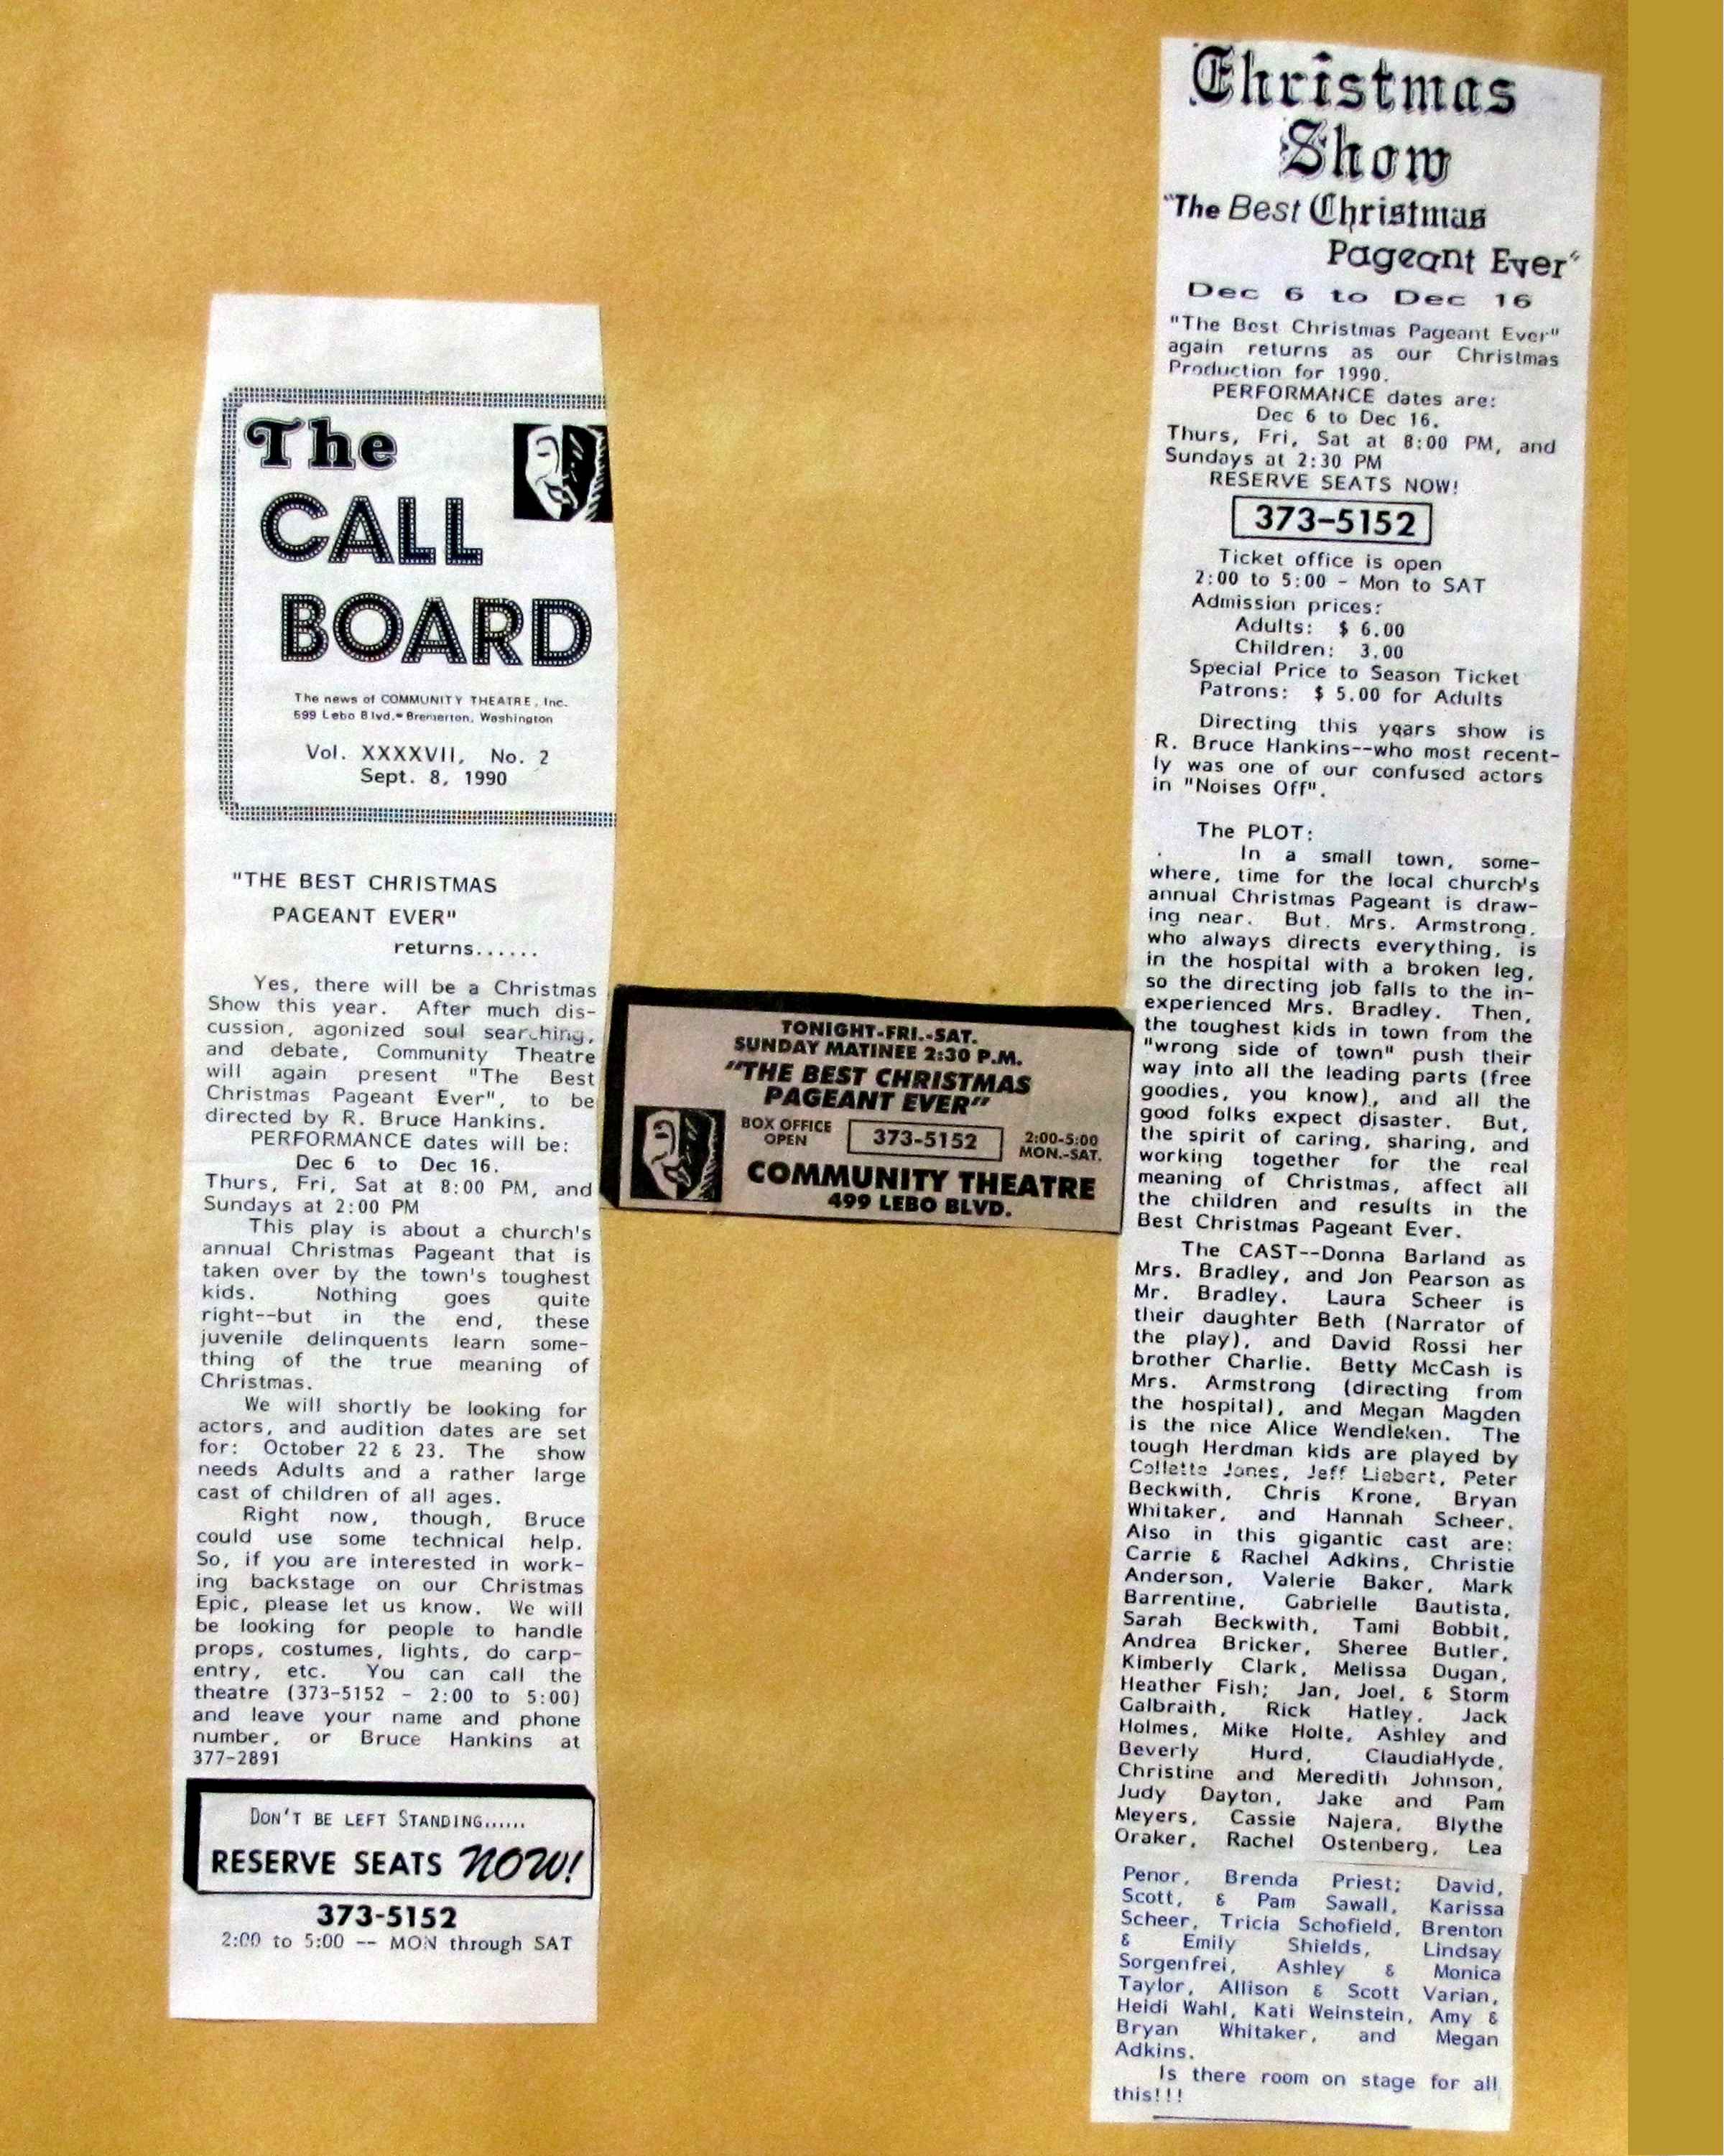 The
CALL
BOARD
The news of COMMUNITY THEATRE, Inc.
599 Lebo Blvd. Bremerton, Washington
Vol. XXXXVII, No. 2
Sept. 8, 1990
"THE BEST CHRISTMAS
PAGEANT EVER"
returns......
Yes, there will be a Christmas
Show this year. After much dis-
cussion, agonized soul searching,
and debate, Community Theatre
will again present "The Best
Christmas Pageant Ever", to be
directed by R. Bruce Hankins.
PERFORMANCE dates will be:
Dec 6 to Dec 16.
Thurs, Fri, Sat at 8:00 PM, and
Sundays at 2:00 PM
This play is about a church's
annual Christmas Pageant that is
taken over by the town's toughest
kids. Nothing goes quite
right--but in the end, these
juvenile delinquents learn some-
thing of the true meaning of
Christmas.
We will shortly be looking for
actors, and audition dates are set
for: October 22 & 23. The show
needs Adults and a rather large
cast of children of all ages.
Right now, though, Bruce
could use some technical help.
So, if you are interested in work-
ing backstage on our Christmas
Epic, please let us know. We will
be looking for people to handle
props, costumes, lights, do carp-
entry, etc. You can call the
theatre (373-5152 - 2:00 to 5:00)
and leave your name and phone
number, or Bruce Hankins at
377-2891
DON'T BE LEFT STANDING......
RESERVE SEATS NOW!
373-5152
2:00 to 5:00 -- MON through SAT
TONIGHT-FRI.-SAT.
SUNDAY MATINEE 2:30 P.M.
"THE BEST CHRISTMAS
PAGEANT EVER"
BOX OFFICE
OPEN
373-5152
2:00-5:00
MON.-SAT.
COMMUNITY THEATRE
499 LEBO BLVD.
Christmas
Show
"The Best Christmas
Pageant Ever"
Dec 6 to Dec 16
"The Best Christmas Pageant Ever"
again returns as our Christmas
Production for 1990.
PERFORMANCE dates are:
Dec 6 to Dec 16.
Thurs, Fri, Sat at 8:00 PM, and
Sundays at 2:30 PM
RESERVE SEATS NOW!
373-5152
Ticket office is open
2:00 to 5:00 - Mon to SAT
Admission prices:
Adults: $ 6.00
Children: 3.00
Special Price to Season Ticket
Patrons: $ 5.00 for Adults
Directing this years show is
R. Bruce Hankins--who most recent-
ly was one of our confused actors
in "Noises Off".
The PLOT:
In a small town, some-
where, time for the local church's
annual Christmas Pageant is draw-
ing near. But, Mrs. Armstrong,
who always directs everything, is
in the hospital with a broken leg,
so the directing job falls to the in-
experienced Mrs. Bradley. Then,
the toughest kids in town from the
"wrong side of town" push their
way into all the leading parts (free
goodies, you know), and all the
good folks expect disaster. But,
the spirit of caring, sharing, and
working together for the real
meaning of Christmas, affect all
the children and results in the
Best Christmas Pageant Ever.
The CAST--Donna Barland as
Mrs. Bradley, and Jon Pearson as
Mr. Bradley. Laura Scheer is
their daughter Beth (Narrator of
the play), and David Rossi her
brother Charlie. Betty McCash is
Mrs. Armstrong (directing from
the hospital), and Megan Magden
is the nice Alice Wendleken. The
tough Herdman kids are played by
Collette Jones, Jeff Liebert, Peter
Beckwith, Chris Krone, Bryan
Whitaker, and Hannah Scheer.
Also in this gigantic cast are:
Carrie & Rachel Adkins, Christie
Anderson, Valerie Baker, Mark
Barrentine, Gabrielle Bautista,
Sarah Beckwith, Tami Bobbit,
Andrea Bricker, Sheree Butler,
Kimberly Clark, Melissa Dugan,
Heather Fish; Jan, Joel, & Storm
Galbraith, Rick Hatley, Jack
Holmes, Mike Holte, Ashley and
Beverly Hurd, ClaudiaHyde,
Christine and Meredith Johnson,
Judy Dayton, Jake and Pam
Meyers, Cassie Najera, Blythe
Oraker, Rachel Ostenberg, Lea
Penor, Brenda Priest; David,
Scott, & Pam Sawall, Karissa
Scheer, Tricia Schofield, Brenton
& Emily Shields, Lindsay
Sorgenfrei, Ashley & Monica
Taylor, Allison & Scott Varian,
Heidi Wahl, Kati Weinstein, Amy &
Bryan Whitaker, and Megan
Adkins.
Is there room on stage for all
this!!!